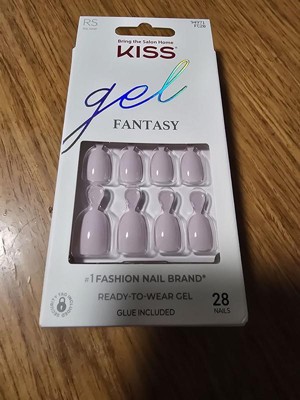 RS
Bring the Salon Home
KISS
gel
FANTASY
#1 FASHION NAIL BRAND*
READY-TO-WEAR GEL
GLUE INCLUDED
28
NAILS